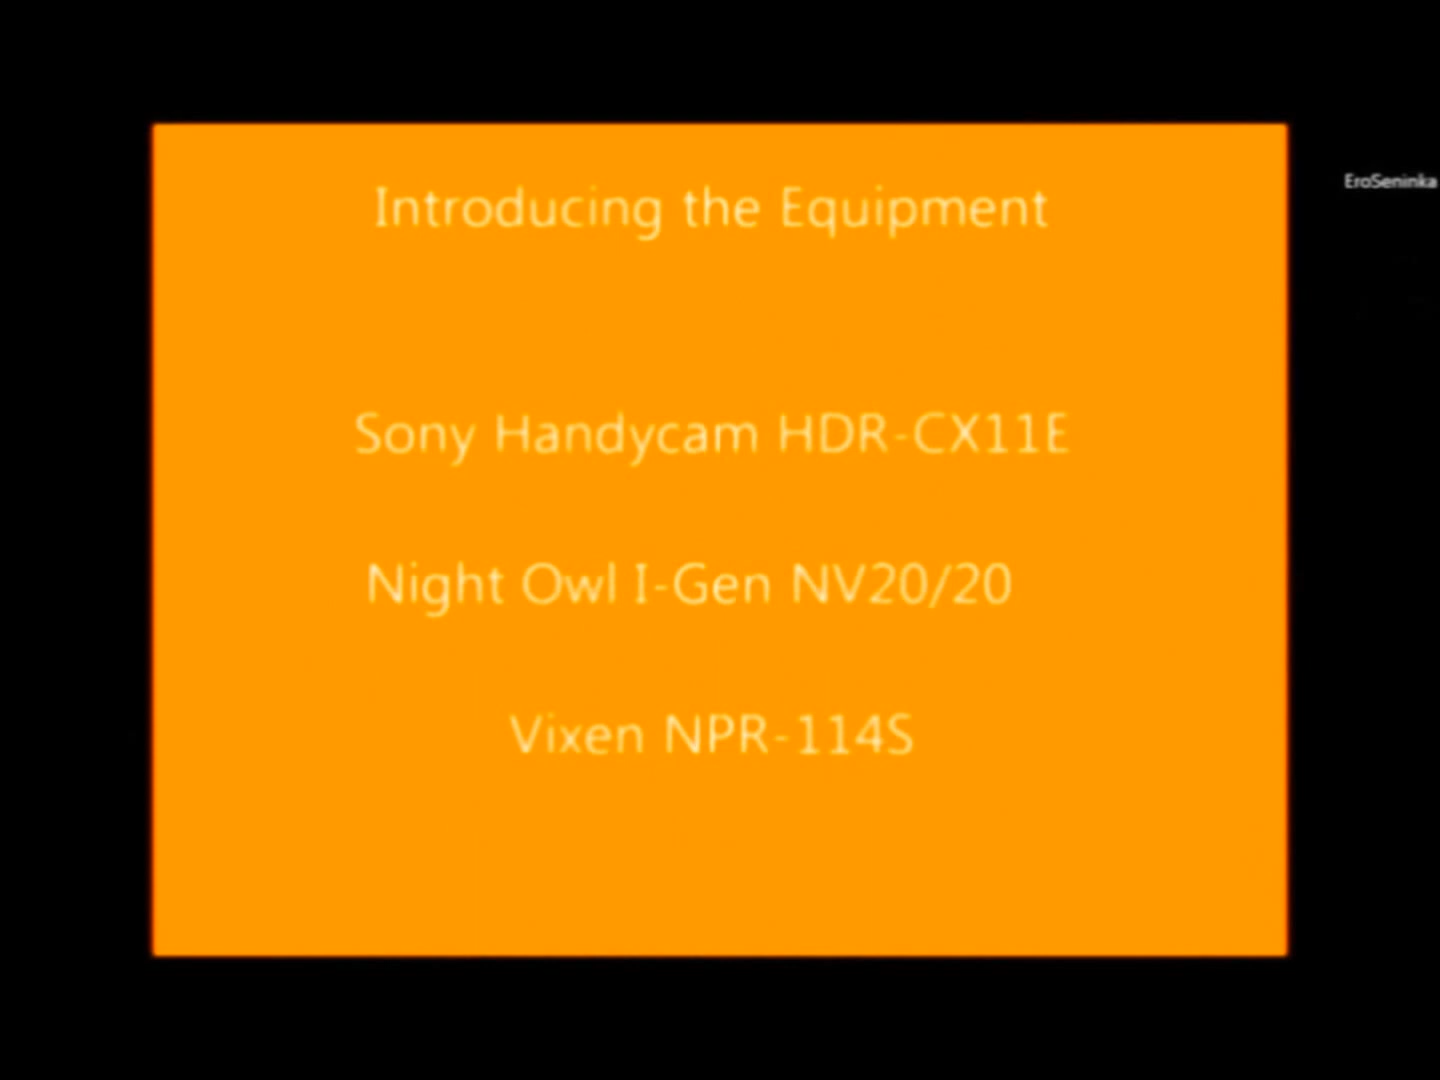 Introducing the Equipment
EroSeninka
Sony Handycam HDR-CX11E
Night Owl I-Gen NV20/20
Vixen NPR-114S